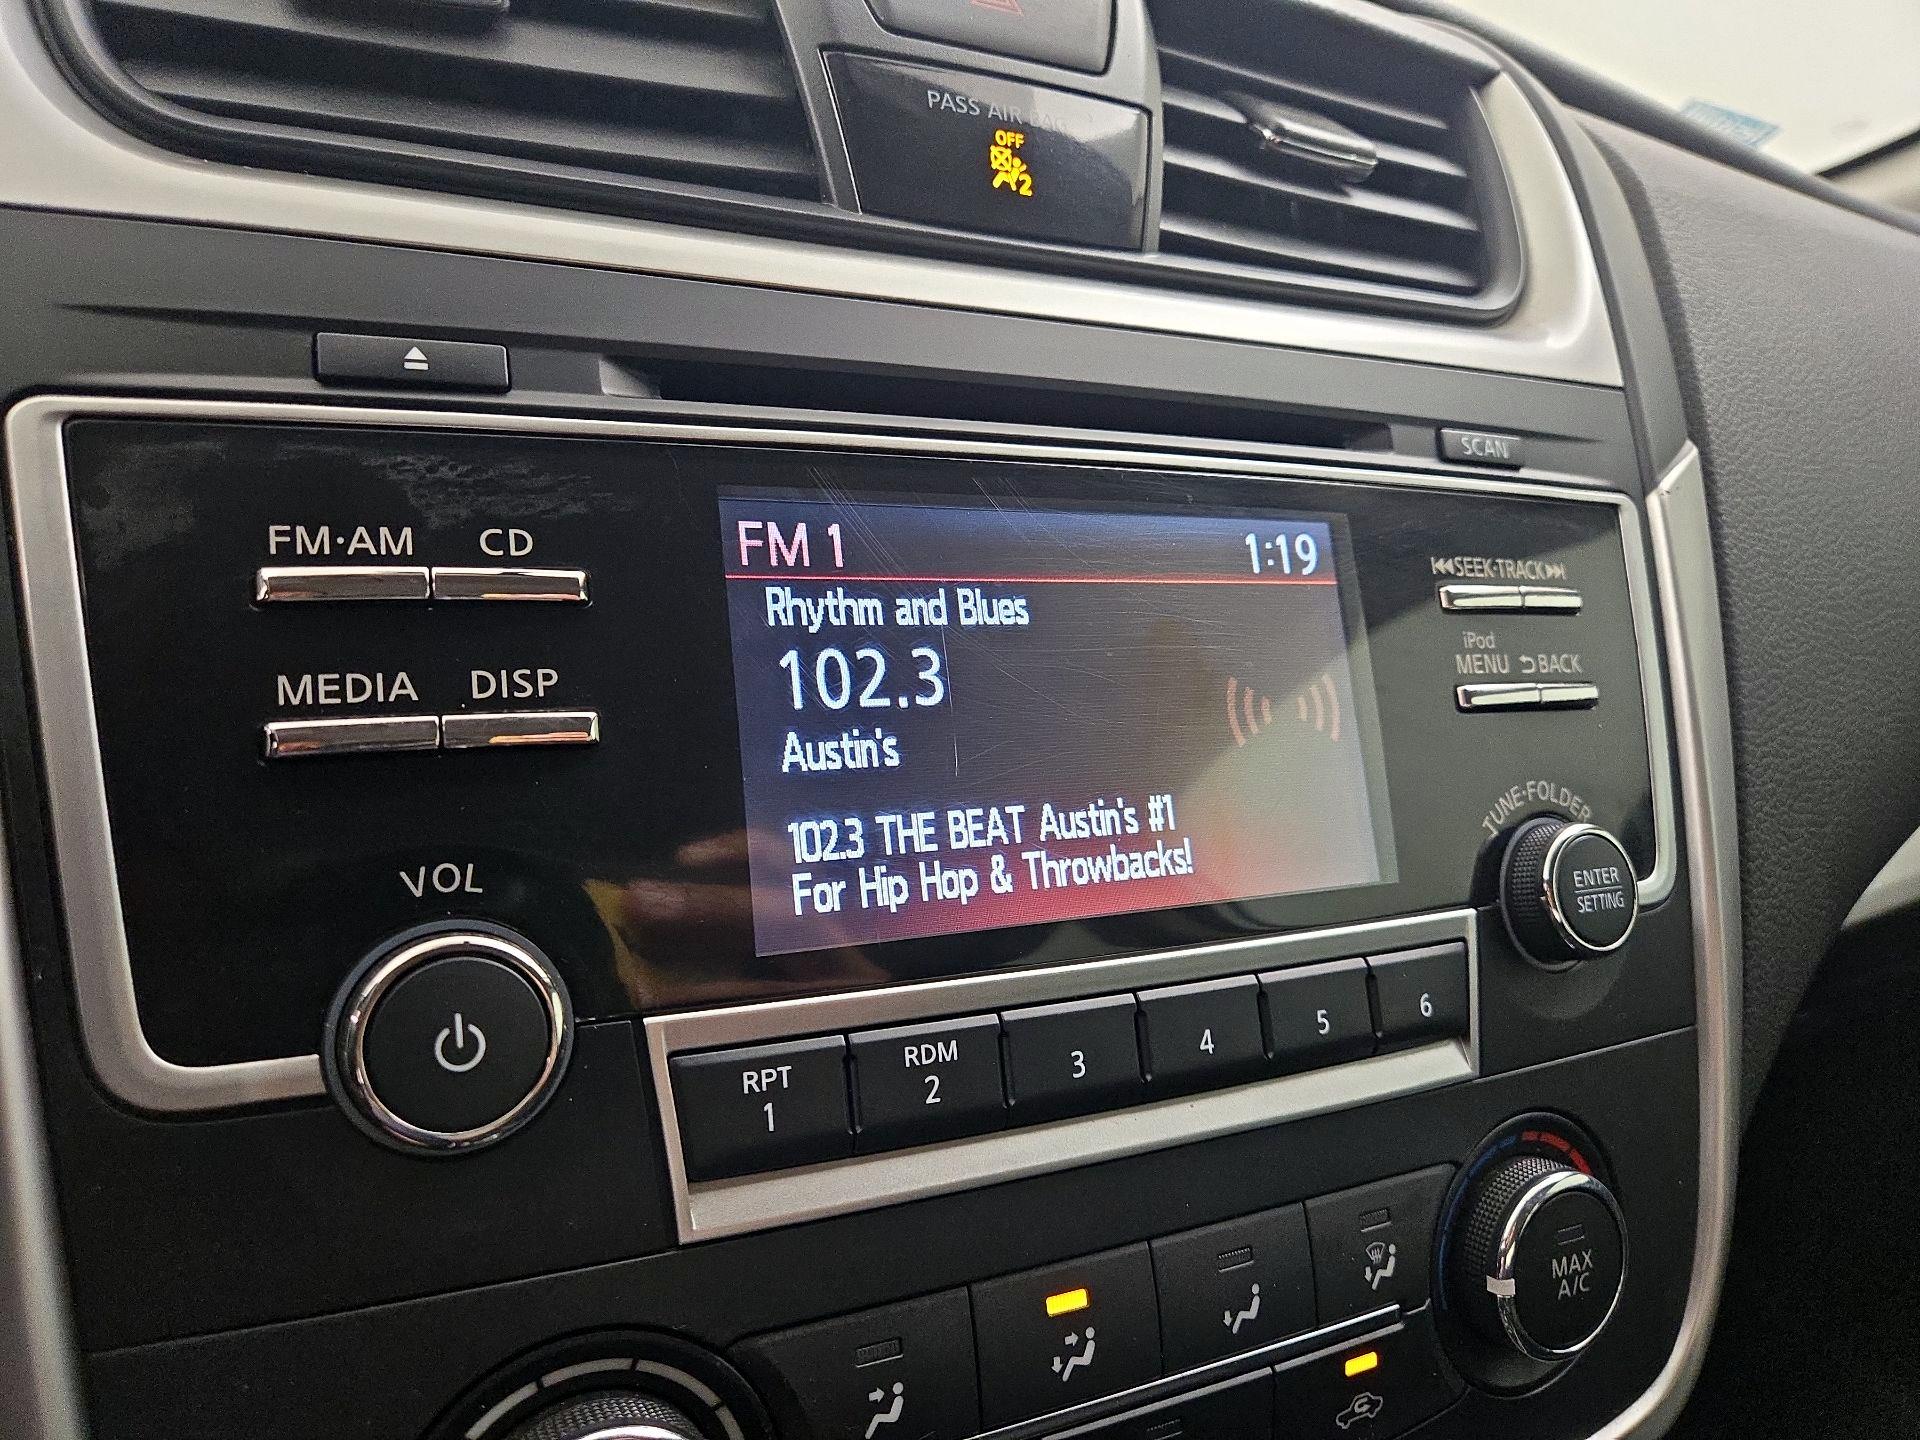 PASS AIR BAG
OFF
2
SCAN
FM·AM CD
MEDIA DISP
VOL
FM 1 1:19
Rhythm and Blues
102.3
Austin's
102.3 THE BEAT Austin's #1
For Hip Hop & Throwbacks!
SEEK·TRACK
iPod
MENU BACK
TUNE·FOLDER
ENTER
SETTING
RPT
1
RDM
2
3
4
5
6
MAX
A/C